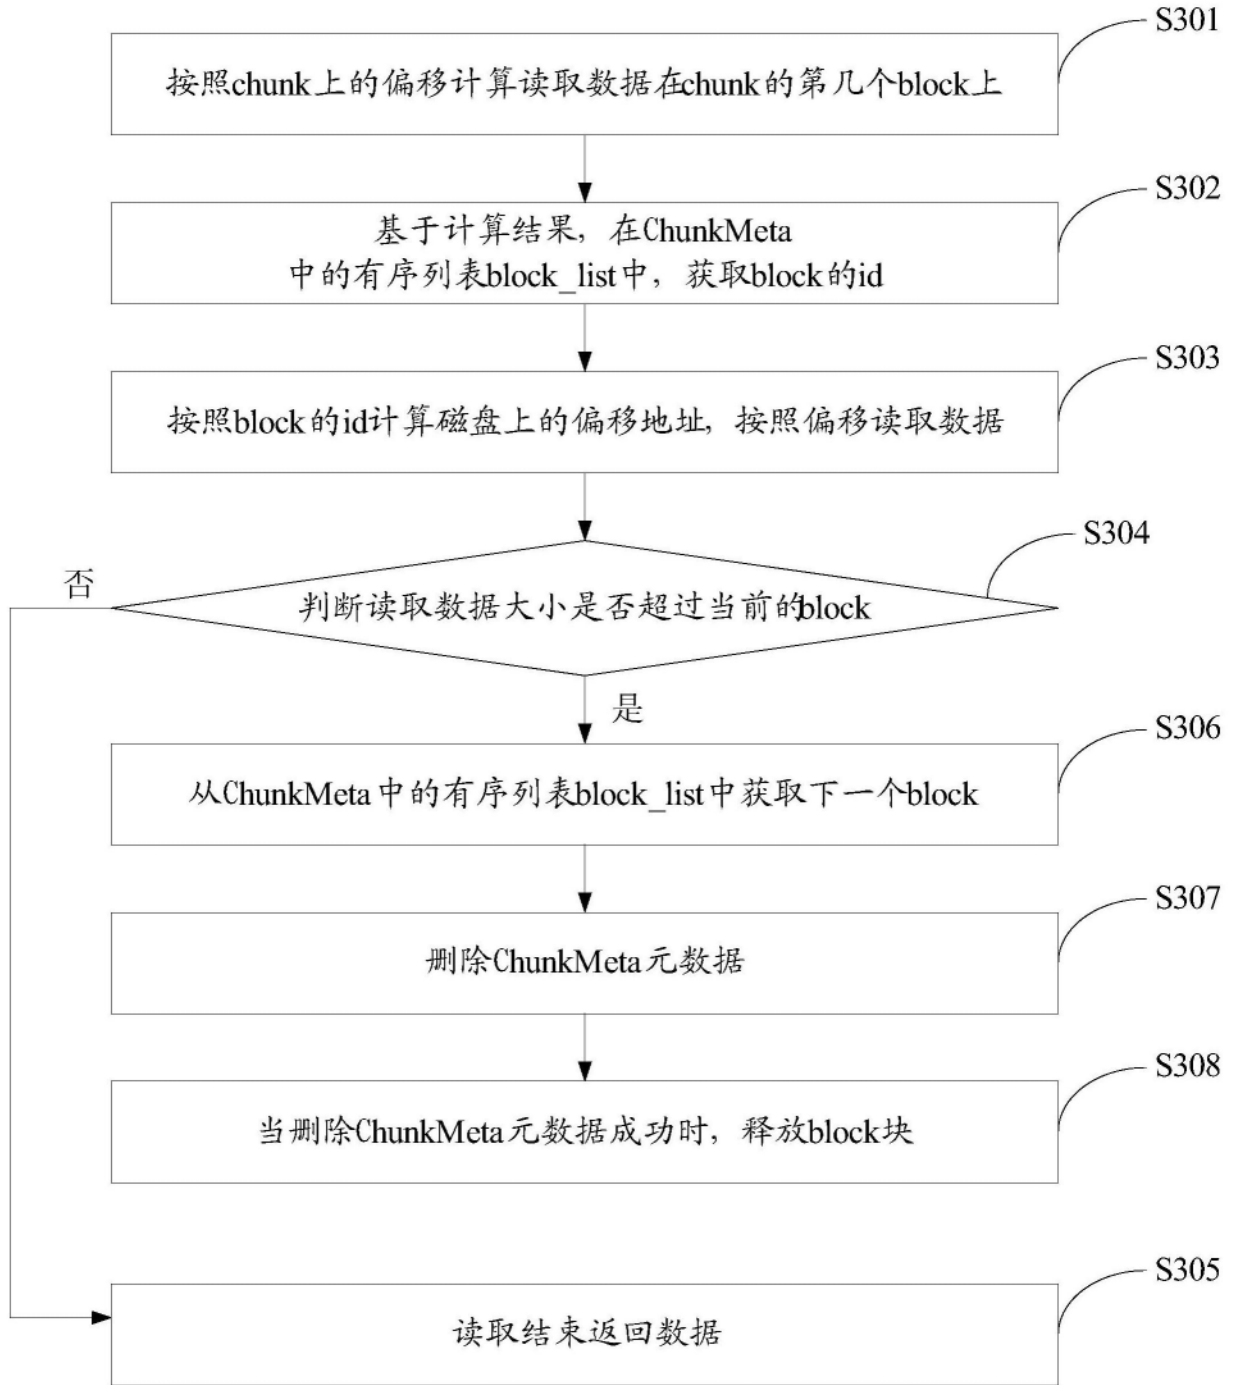 S301
按照chunk上的偏移计算读取数据在chunk的第几个block上
S302
基于计算结果，在ChunkMeta
中的有序列表block_list中，获取block的id
S303
按照block的id计算磁盘上的偏移地址，按照偏移读取数据
S304
否
判断读取数据大小是否超过当前的block
是
S306
从ChunkMeta中的有序列表block_list中获取下一个block
S307
删除ChunkMeta元数据
S308
当删除ChunkMeta元数据成功时，释放block块
S305
读取结束返回数据